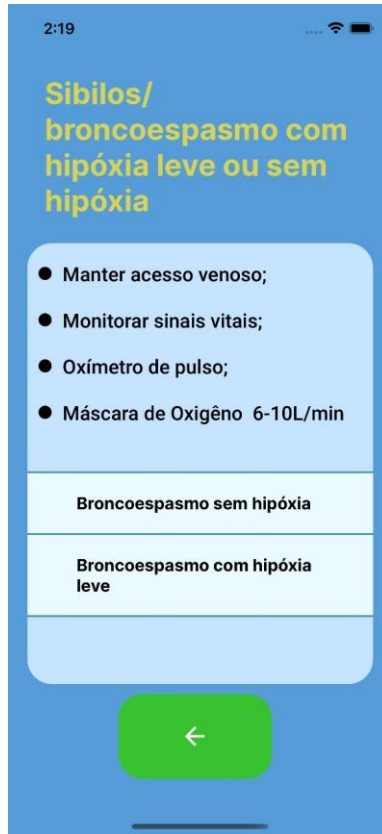 2:19
Sibilos/
broncoespasmo com
hipóxia leve ou sem
hipóxia
● Manter acesso venoso;
● Monitorar sinais vitais;
● Oxímetro de pulso;
● Máscara de Oxigêno 6-10L/min
Broncoespasmo sem hipóxia
Broncoespasmo com hipóxia
leve